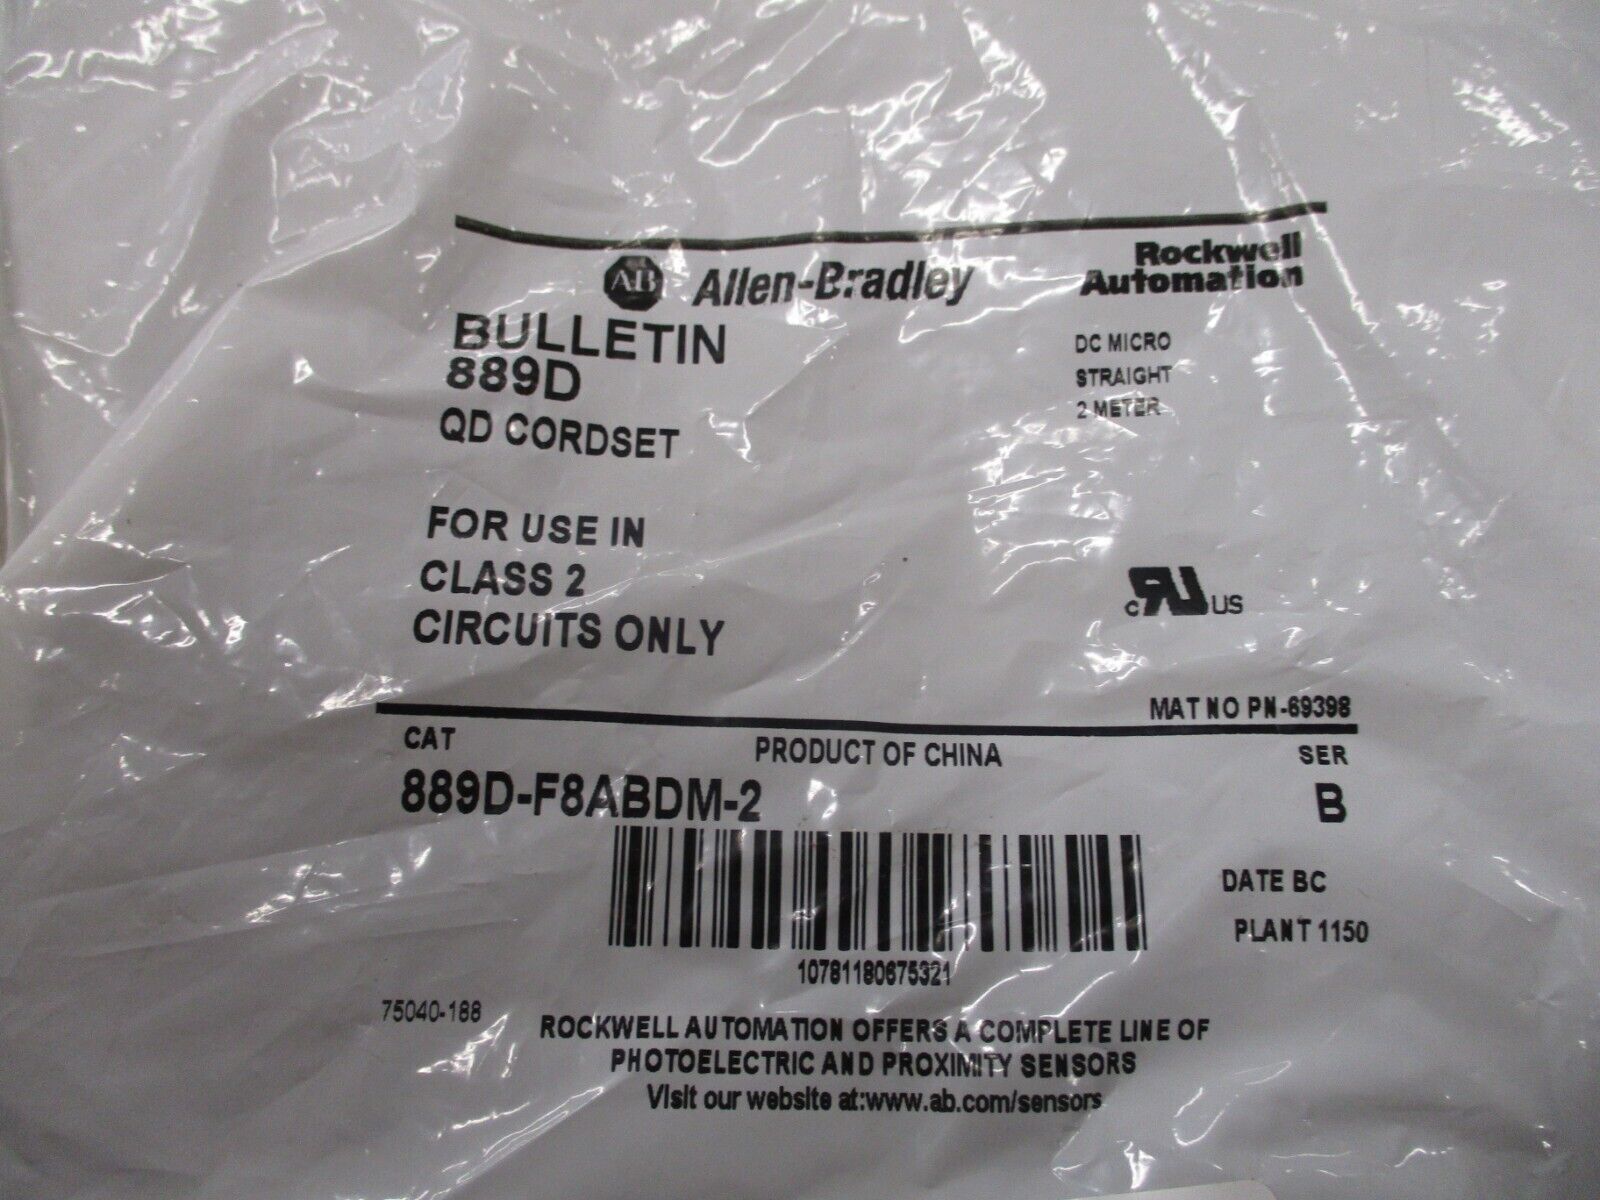 AB Allen-Bradley
Rockwell
Automation
BULLETIN
889D
QD CORDSET
DC MICRO
STRAIGHT
2 METER
FOR USE IN
CLASS 2
CIRCUITS ONLY
c RU US
MAT NO PN-69398
CAT
PRODUCT OF CHINA
SER
889D-F8ABDM-2
B
DATE BC
PLANT 1150
10781180675321
75040-188
ROCKWELL AUTOMATION OFFERS A COMPLETE LINE OF
PHOTOELECTRIC AND PROXIMITY SENSORS
Visit our website at:www.ab.com/sensors